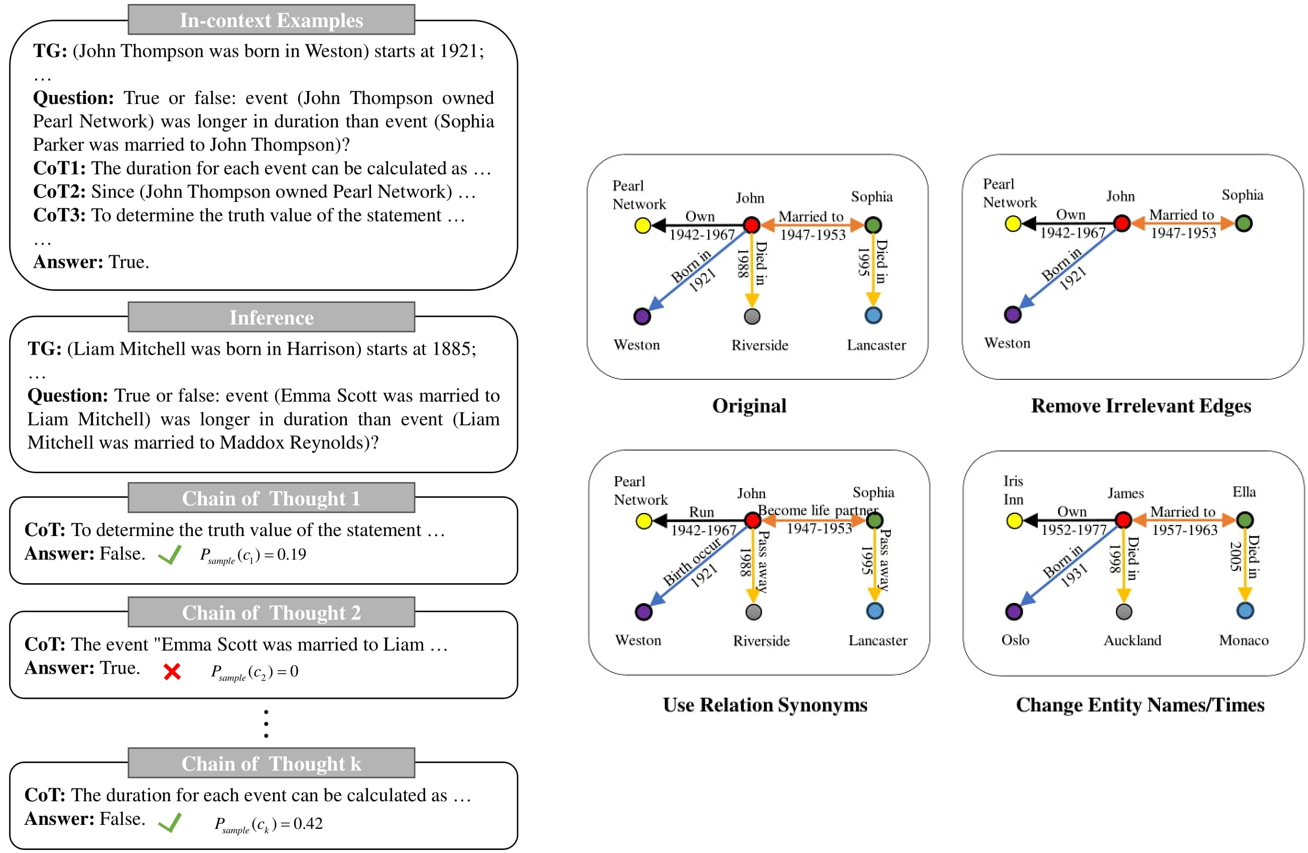 In-context Examples
TG: (John Thompson was born in Weston) starts at 1921;
…
Question: True or false: event (John Thompson owned
Pearl Network) was longer in duration than event (Sophia
Parker was married to John Thompson)?
CoT1: The duration for each event can be calculated as …
CoT2: Since (John Thompson owned Pearl Network) …
CoT3: To determine the truth value of the statement …
…
Answer: True.
Inference
TG: (Liam Mitchell was born in Harrison) starts at 1885;
…
Question: True or false: event (Emma Scott was married to
Liam Mitchell) was longer in duration than event (Liam
Mitchell was married to Maddox Reynolds)?
Chain of Thought 1
CoT: To determine the truth value of the statement …
Answer: False. P_sample(c_1) = 0.19
Chain of Thought 2
CoT: The event "Emma Scott was married to Liam …
Answer: True. P_sample(c_2) = 0
Chain of Thought k
CoT: The duration for each event can be calculated as …
Answer: False. P_sample(c_k) = 0.42
Pearl
Network
John
Sophia
Own
1942-1967
Married to
1947-1953
Born in
1921
Died in
1988
Died in
1995
Weston
Riverside
Lancaster
Original
Pearl
Network
John
Sophia
Own
1942-1967
Married to
1947-1953
Born in
1921
Weston
Remove Irrelevant Edges
Pearl
Network
John
Sophia
Run
1942-1967
Become life partner
1947-1953
Birth occur
1921
Pass away
1988
Pass away
1995
Weston
Riverside
Lancaster
Use Relation Synonyms
Iris
Inn
James
Ella
Own
1952-1977
Married to
1957-1963
Born in
1931
Died in
1998
Died in
2005
Oslo
Auckland
Monaco
Change Entity Names/Times